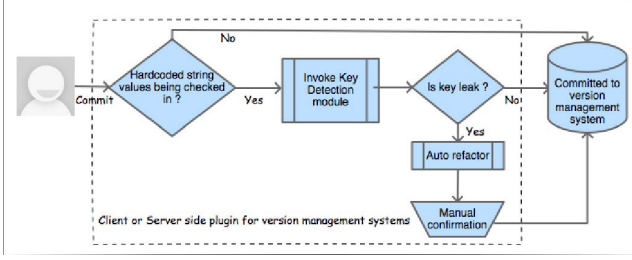 No
Hardcoded string
values being checked
in ?
Commit
Yes
Invoke Key
Detection
module
Is key leak ?
No
Committed to
version
management
system
Yes
Auto refactor
Manual
confirmation
Client or Server side plugin for version management systems